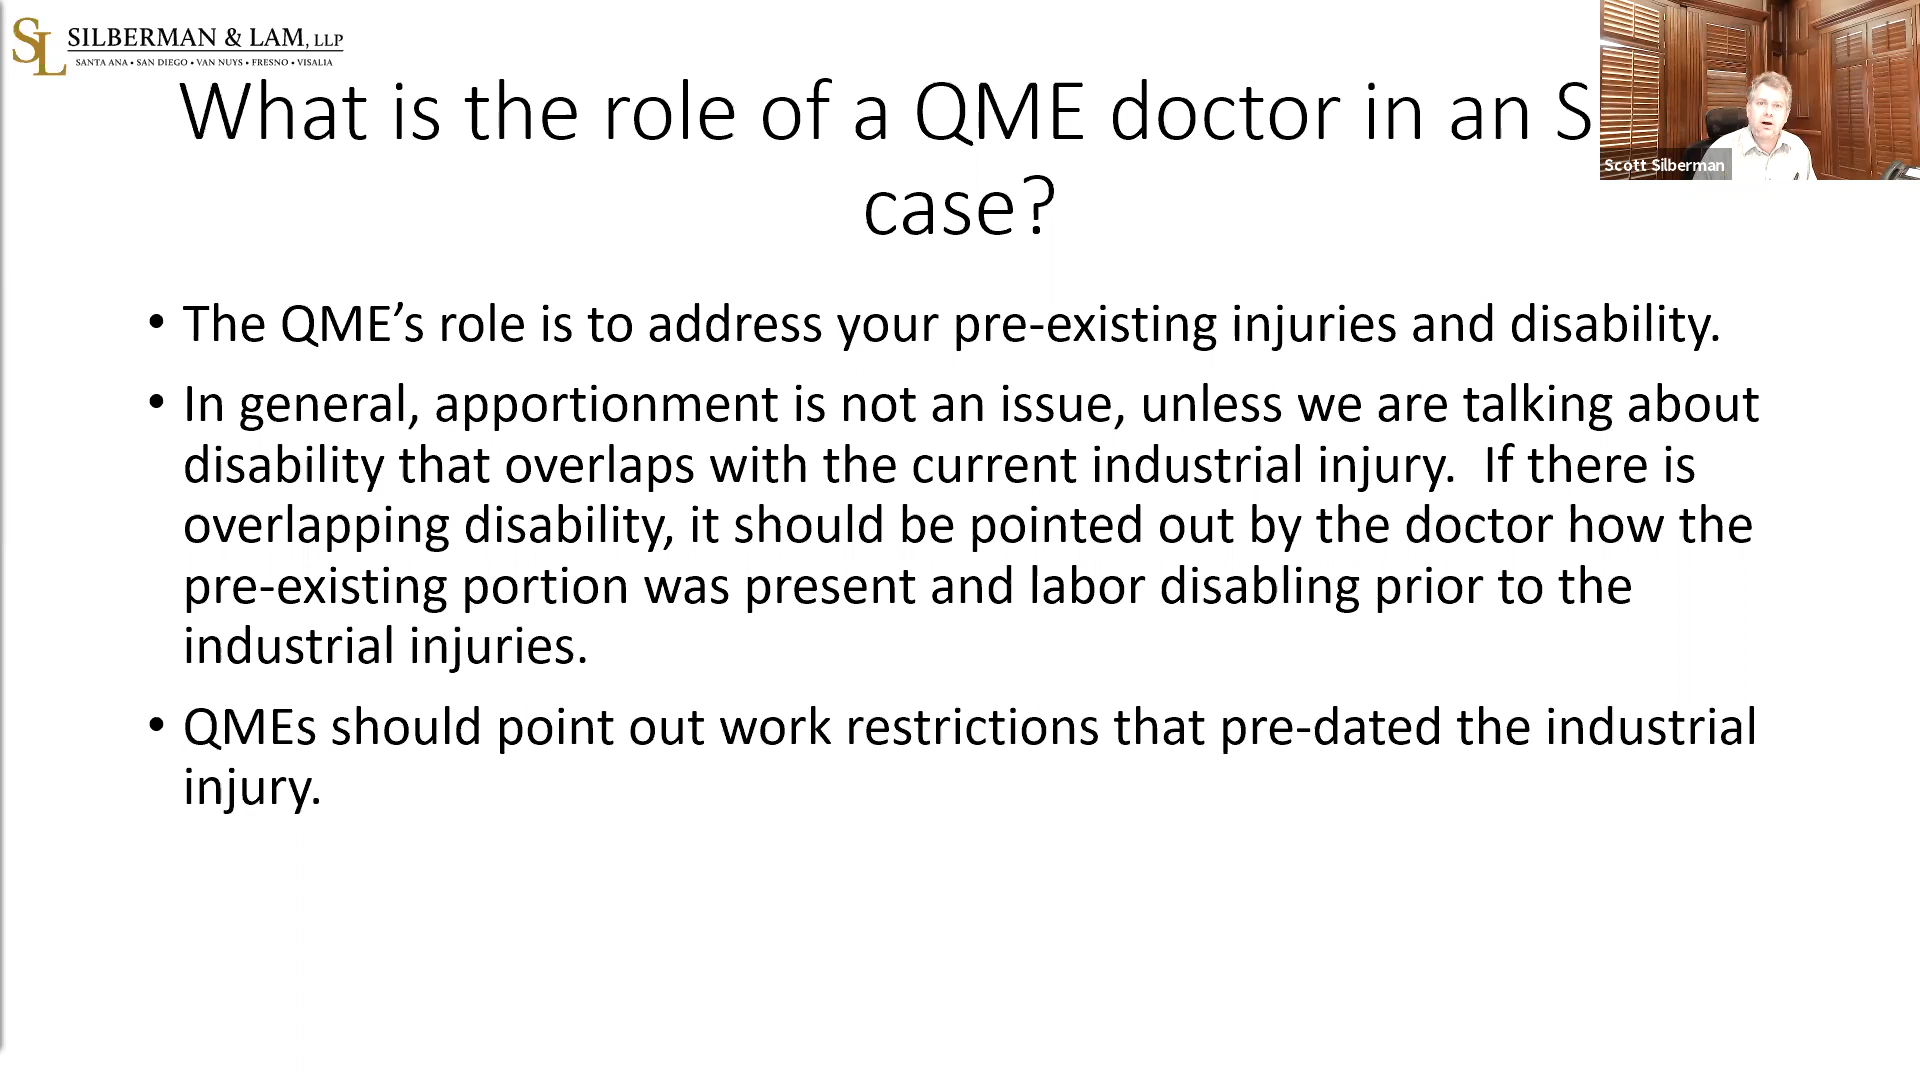 SL
SILBERMAN & LAM, LLP
SANTA ANA • SAN DIEGO • VAN NUYS • FRESNO • VISALIA
What is the role of a QME doctor in an S
case?
Scott Silberman
• The QME’s role is to address your pre-existing injuries and disability.
• In general, apportionment is not an issue, unless we are talking about
disability that overlaps with the current industrial injury.  If there is
overlapping disability, it should be pointed out by the doctor how the
pre-existing portion was present and labor disabling prior to the
industrial injuries.
• QMEs should point out work restrictions that pre-dated the industrial
injury.